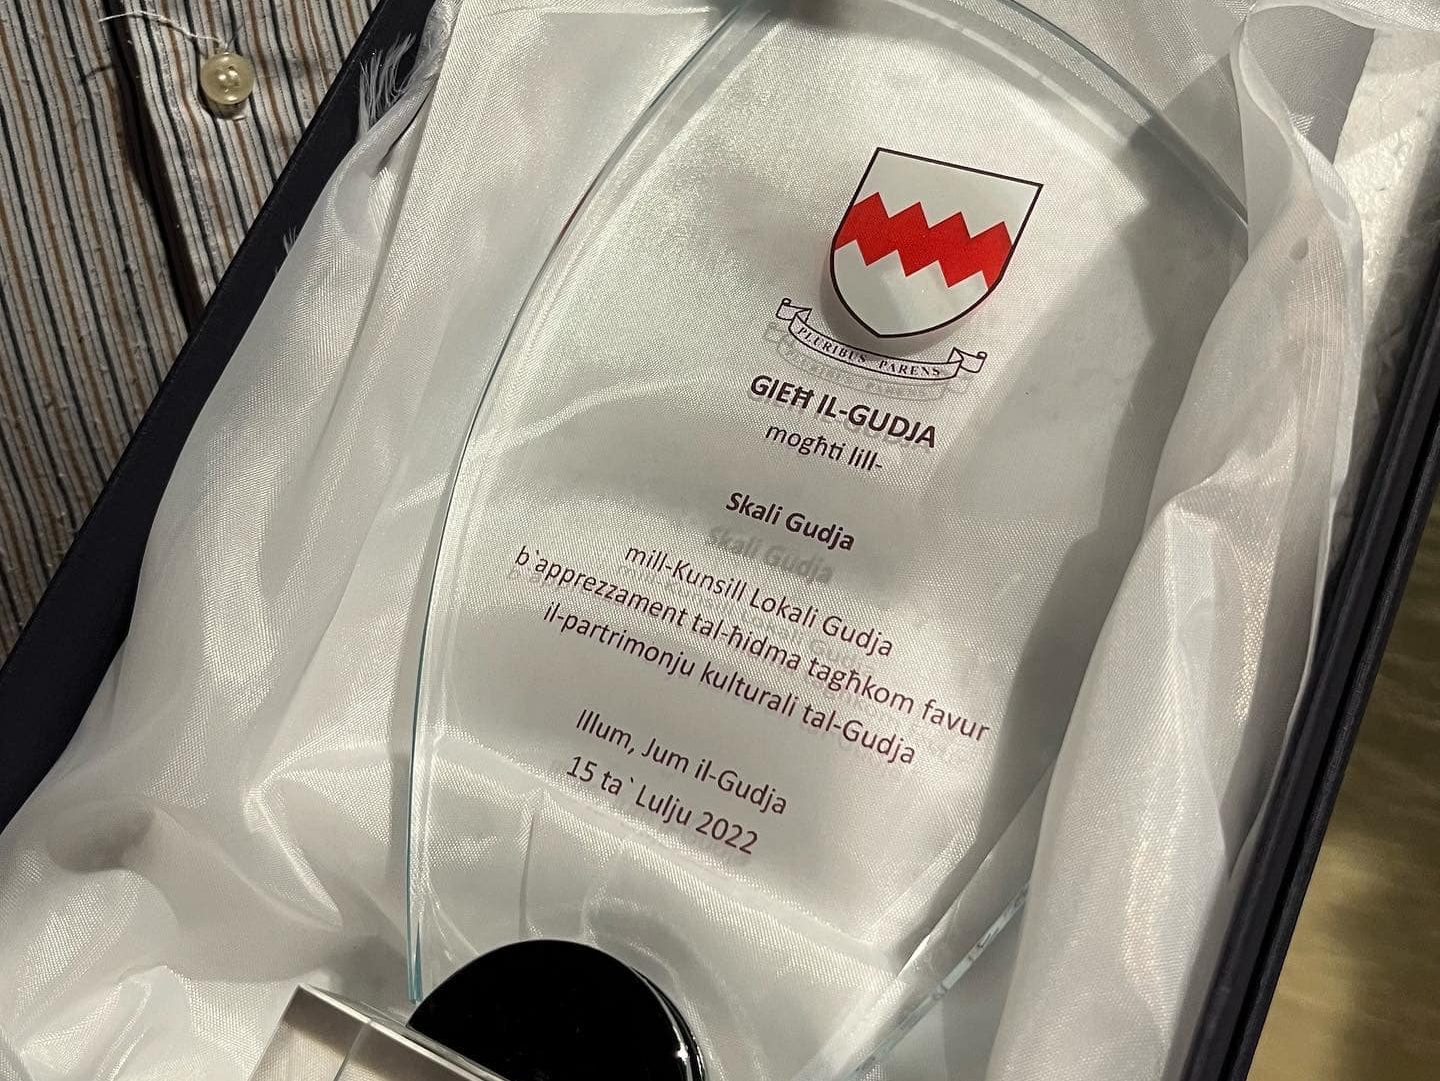 PLURIBUS PARENS
ĠIEĦ IL-GUDJA
mogħti lill-
Skali Gudja
mill-Kunsill Lokali Gudja
b`apprezzament tal-ħidma tagħkom favur
il-partrimonju kulturali tal-Gudja
Illum, Jum il-Gudja
15 ta` Lulju 2022